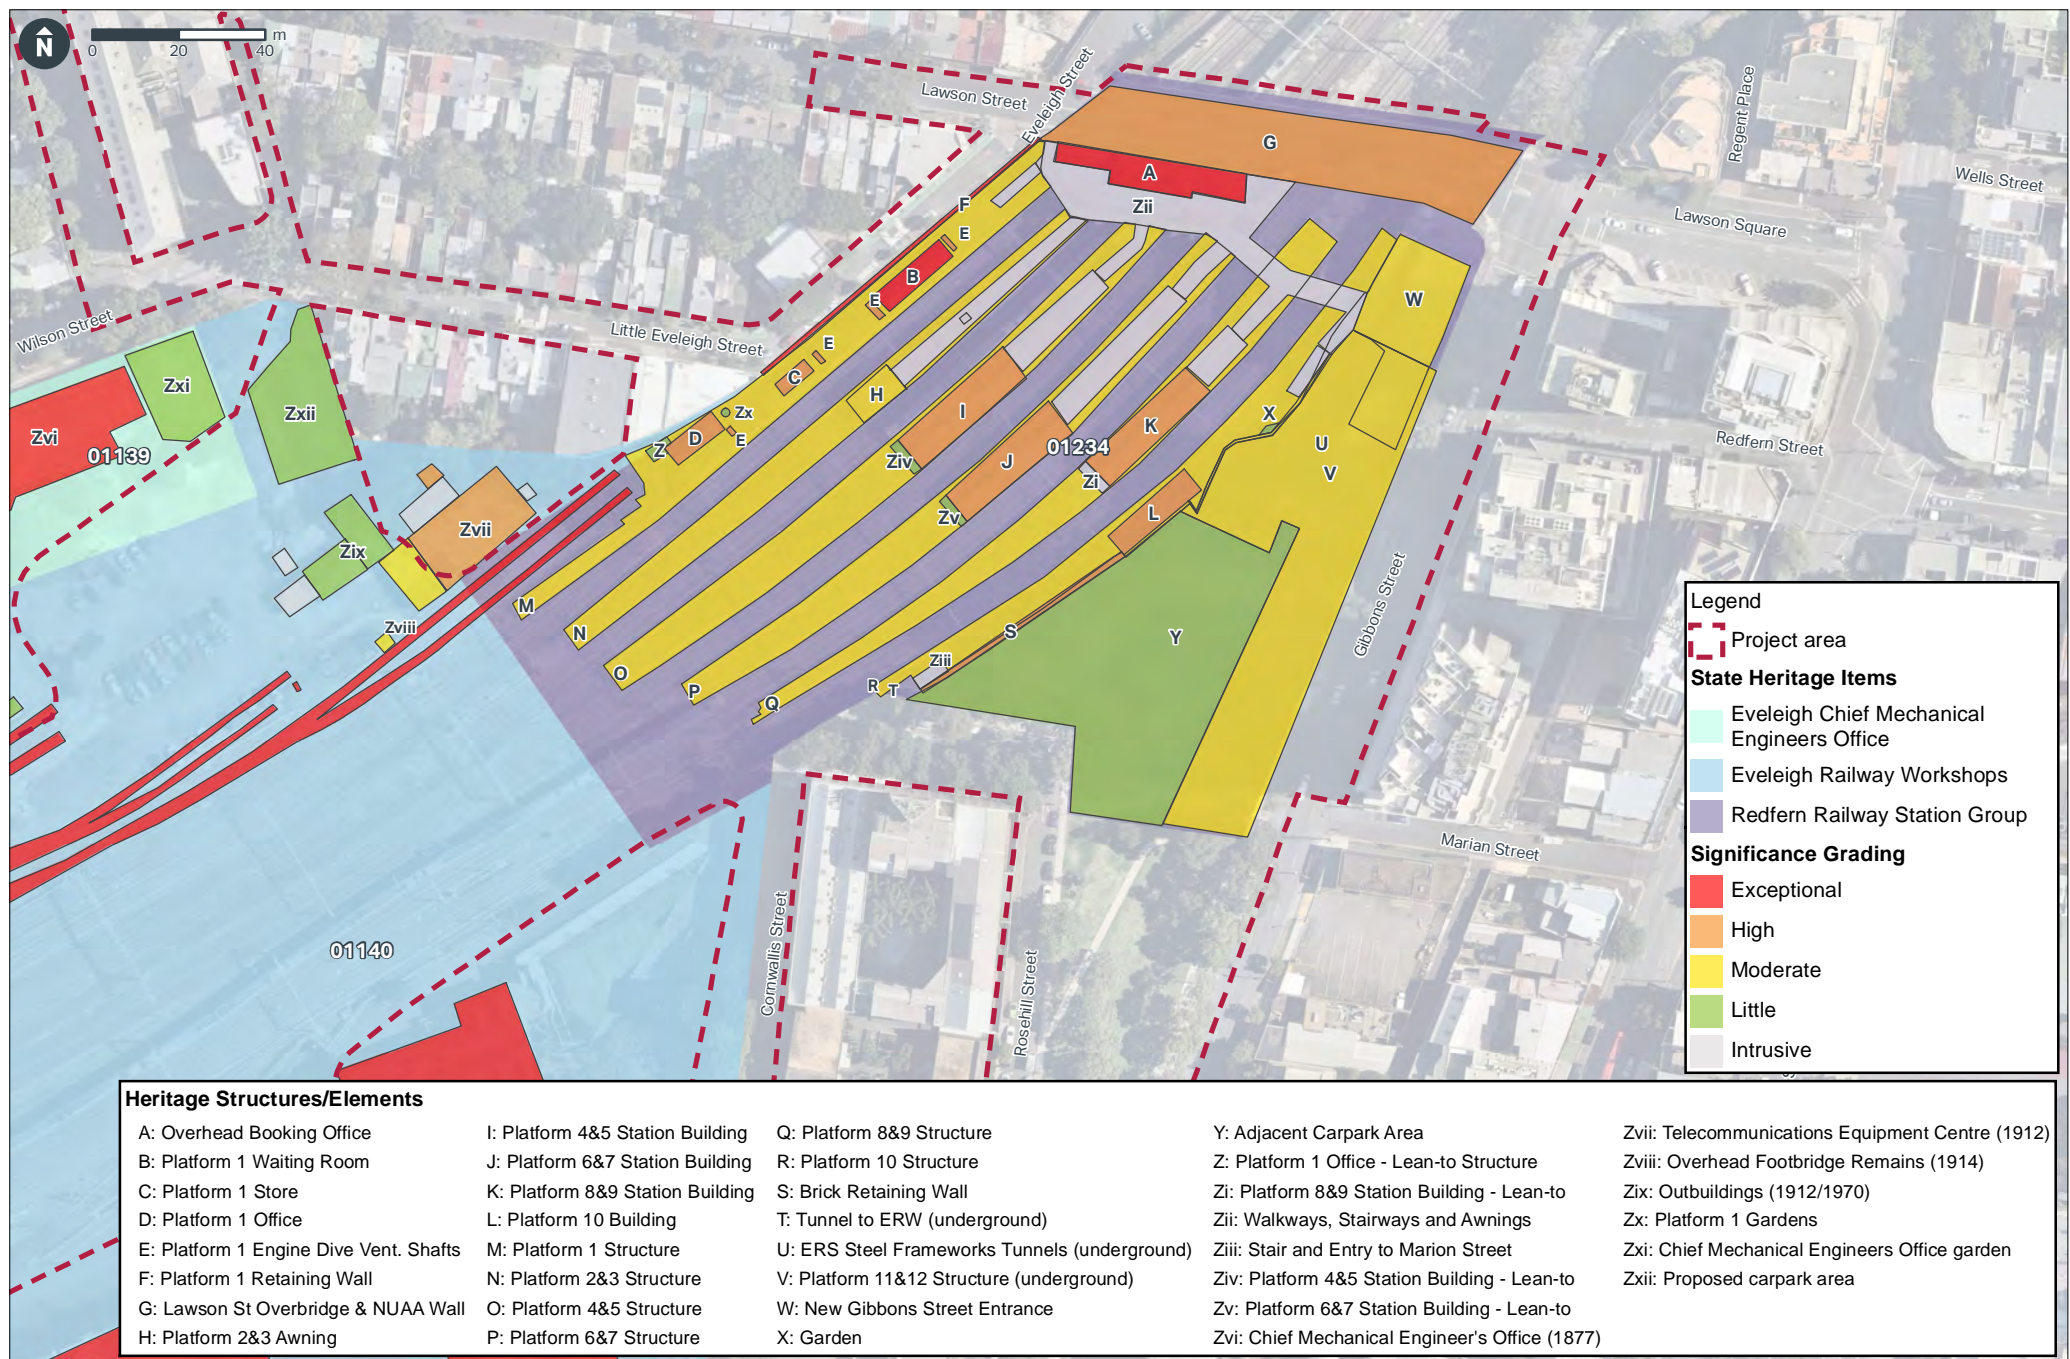 N
0 20 40 m
Lawson Street
Eveleigh Street
Regent Place
Wells Street
Lawson Square
G
A
Zii
F
E
B
E
W
Wilson Street
Little Eveleigh Street
E
C
Zxi
Zxii
Zvi
01139
H
I
K
X
Zx
D
E
Z
U
V
Redfern Street
01234
Ziv
J
Zi
Zv
L
Zvii
Zix
Zviii
M
N
O
P
Q
R
T
Ziii
S
Y
Gibbons Street
Marian Street
Cornwallis Street
Rosehill Street
01140
Legend
Project area
State Heritage Items
Eveleigh Chief Mechanical
Engineers Office
Eveleigh Railway Workshops
Redfern Railway Station Group
Significance Grading
Exceptional
High
Moderate
Little
Intrusive
Heritage Structures/Elements
A: Overhead Booking Office
B: Platform 1 Waiting Room
C: Platform 1 Store
D: Platform 1 Office
E: Platform 1 Engine Dive Vent. Shafts
F: Platform 1 Retaining Wall
G: Lawson St Overbridge & NUAA Wall
H: Platform 2&3 Awning
I: Platform 4&5 Station Building
J: Platform 6&7 Station Building
K: Platform 8&9 Station Building
L: Platform 10 Building
M: Platform 1 Structure
N: Platform 2&3 Structure
O: Platform 4&5 Structure
P: Platform 6&7 Structure
Q: Platform 8&9 Structure
R: Platform 10 Structure
S: Brick Retaining Wall
T: Tunnel to ERW (underground)
U: ERS Steel Frameworks Tunnels (underground)
V: Platform 11&12 Structure (underground)
W: New Gibbons Street Entrance
X: Garden
Y: Adjacent Carpark Area
Z: Platform 1 Office - Lean-to Structure
Zi: Platform 8&9 Station Building - Lean-to
Zii: Walkways, Stairways and Awnings
Ziii: Stair and Entry to Marion Street
Ziv: Platform 4&5 Station Building - Lean-to
Zv: Platform 6&7 Station Building - Lean-to
Zvi: Chief Mechanical Engineer's Office (1877)
Zvii: Telecommunications Equipment Centre (1912)
Zviii: Overhead Footbridge Remains (1914)
Zix: Outbuildings (1912/1970)
Zx: Platform 1 Gardens
Zxi: Chief Mechanical Engineers Office garden
Zxii: Proposed carpark area